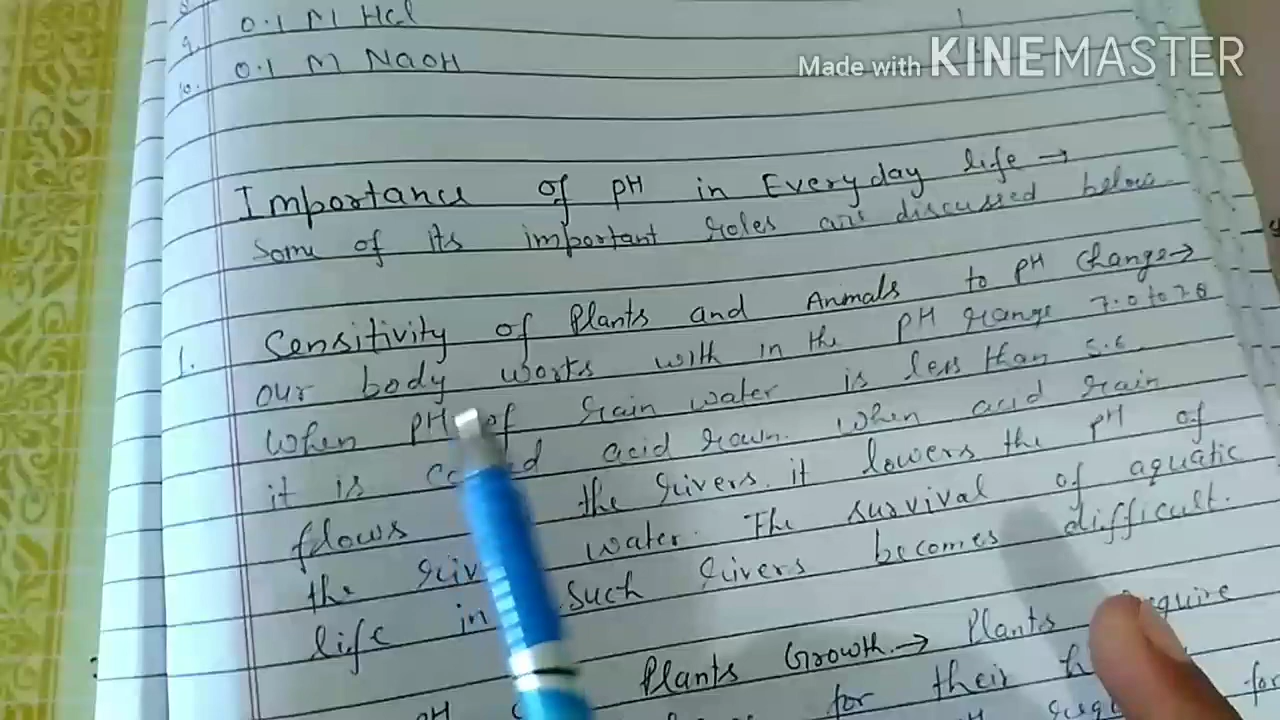 9. 0.1 M HCl
10. 0.1 M NaOH
Made with KINEMASTER
Importance of pH in Everyday life →
Some of its important roles are discussed below.
1. Sensitivity of Plants and Animals to pH Change →
our body works with in the pH range 7.0 to 7.8
When pH of rain water is less than 5.6
it is acid rain. When acid rain
flows the rivers. it lowers the pH of
the water. The survival of aquatic
life in such rivers becomes difficult.
Plants Growth. → Plants require
for their
for